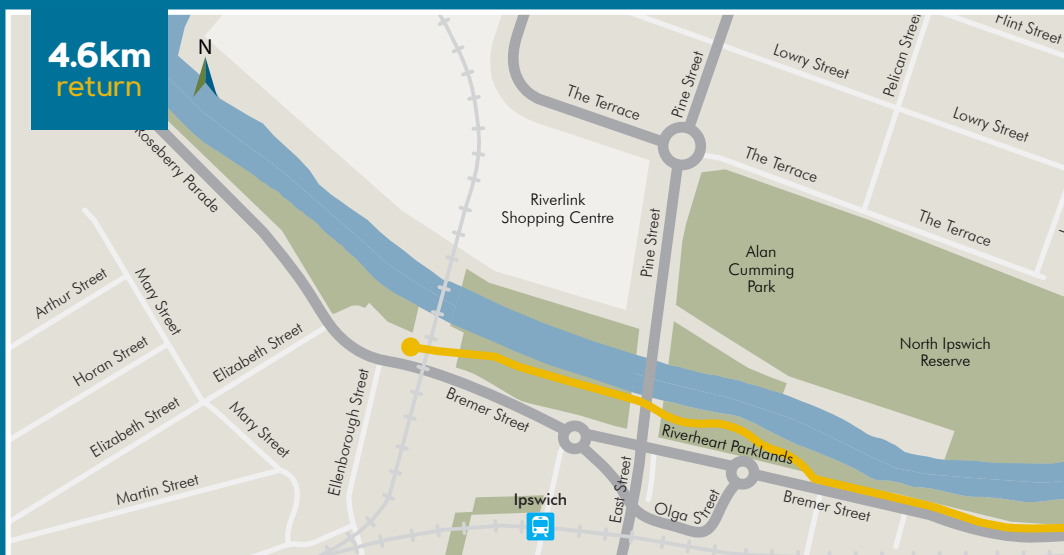 4.6km
return
N
Roseberry Parade
Arthur Street
Horan Street
Elizabeth Street
Martin Street
Mary Street
Elizabeth Street
Mary Street
Ellenborough Street
Bremer Street
Riverlink
Shopping Centre
The Terrace
Pine Street
Pine Street
Lowry Street
Pelican Street
Flint Street
Lowry Street
The Terrace
The Terrace
Alan
Cumming
Park
North Ipswich
Reserve
Riverheart Parklands
Ipswich
East Street
Olga Street
Bremer Street